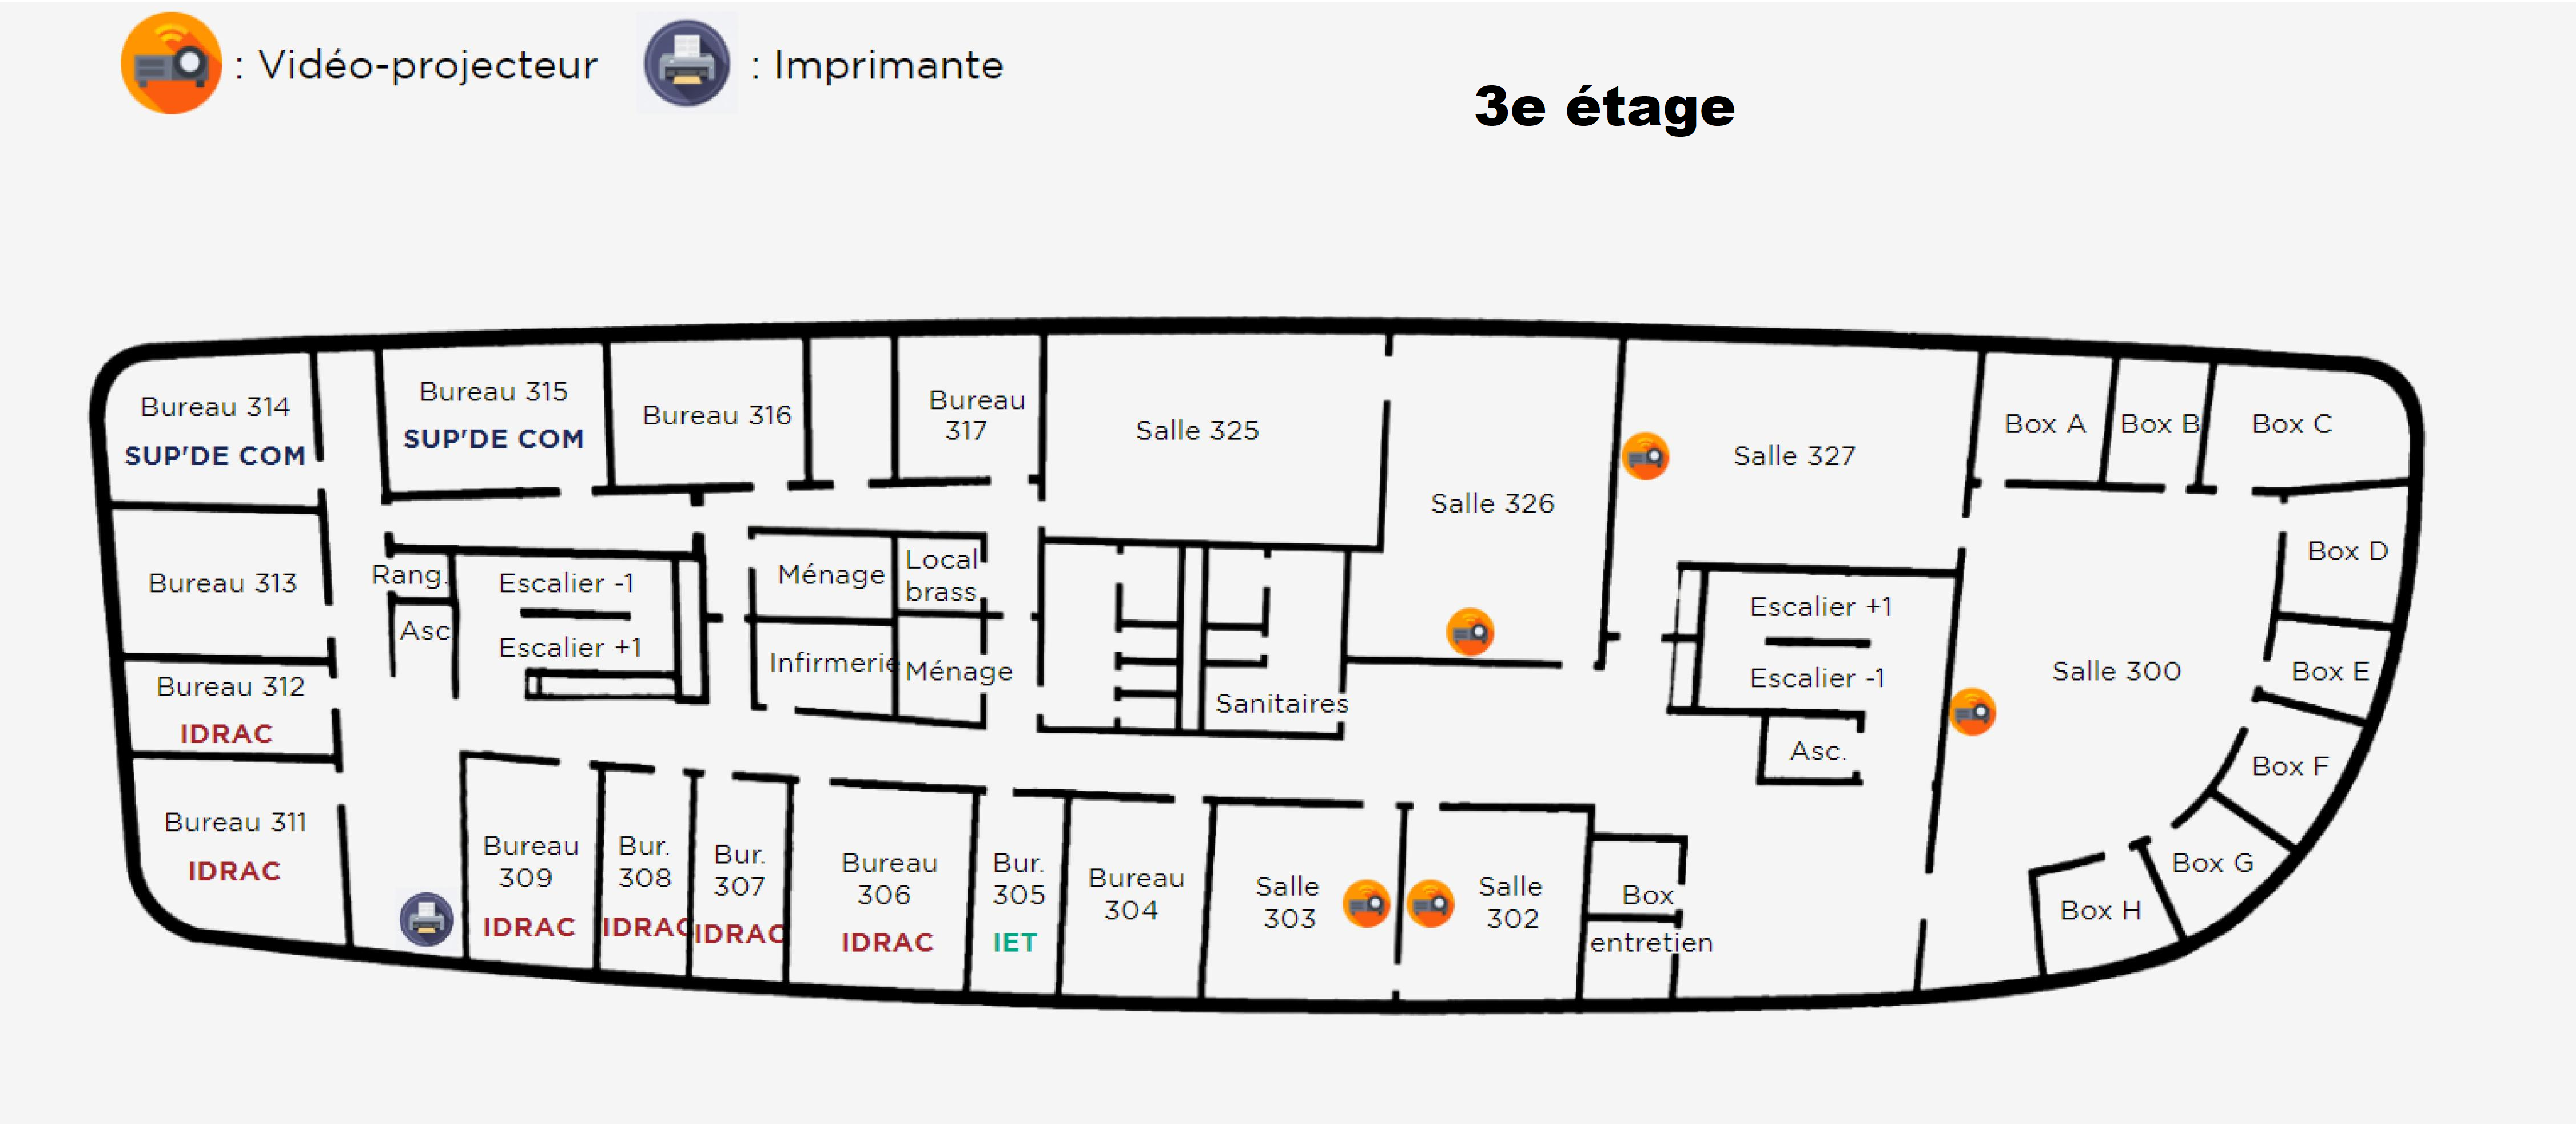 : Vidéo-projecteur
: Imprimante
3e étage
Bureau 314
SUP'DE COM
Bureau 315
SUP'DE COM
Bureau 316
Bureau
317
Salle 325
Salle 326
Salle 327
Box A
Box B
Box C
Box D
Box E
Box F
Box G
Box H
Salle 300
Bureau 313
Rang.
Asc
Escalier -1
Escalier +1
Ménage
Local
brass
Infirmerie
Ménage
Sanitaires
Escalier +1
Escalier -1
Asc.
Bureau 312
IDRAC
Bureau 311
IDRAC
Bureau
309
IDRAC
Bur.
308
IDRAC
Bur.
307
IDRAC
Bureau
306
IDRAC
Bur.
305
IET
Bureau
304
Salle
303
Salle
302
Box
entretien